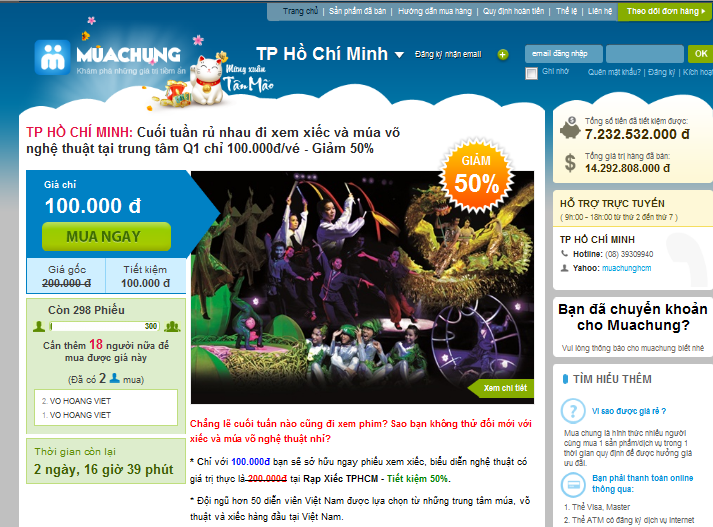 Trang chủ | Sản phẩm đã bán | Hướng dẫn mua hàng | Quy định hoàn tiền | Thể lệ | Liên hệ
Theo dõi đơn hàng
MUACHUNG
Khám phá những giá trị tiềm ẩn
Mừng xuân
Tân Mão
TP Hồ Chí Minh
Đăng ký nhận email
email đăng nhập
OK
Ghi nhớ
Quên mật khẩu? | Đăng ký | Kích hoạt
TP HỒ CHÍ MINH: Cuối tuần rủ nhau đi xem xiếc và múa võ
nghệ thuật tại trung tâm Q1 chỉ 100.000đ/vé - Giảm 50%
Giá chỉ
100.000 đ
MUA NGAY
Giá gốc
200.000 đ
Tiết kiệm
100.000 đ
Còn 298 Phiếu
300
Cần thêm 18 người nữa để
mua được giá này
(Đã có 2 mua)
2. VO HOANG VIET
1. VO HOANG VIET
Thời gian còn lại
2 ngày, 16 giờ 39 phút
GIẢM
50%
Xem chi tiết
Chẳng lẽ cuối tuần nào cũng đi xem phim? Sao bạn không thử đổi mới với
xiếc và múa võ nghệ thuật nhỉ?
* Chỉ với 100.000đ bạn sẽ sở hữu ngay phiếu xem xiếc, biểu diễn nghệ thuật có
giá trị thực là 200.000đ tại Rạp Xiếc TPHCM - Tiết kiệm 50%.
* Đội ngũ hơn 50 diễn viên Việt Nam được lựa chọn từ những trung tâm múa, võ
thuật và xiếc hàng đầu tại Việt Nam.
Tổng số tiền đã tiết kiệm được:
7.232.532.000 đ
Tổng giá trị hàng đã bán:
14.292.808.000 đ
HỖ TRỢ TRỰC TUYẾN
( 9h00 - 18h00 từ thứ 2 đến thứ 7 )
TP HỒ CHÍ MINH
Hotline: (08) 39309940
Yahoo: muachunghcm
Bạn đã chuyển khoản
cho Muachung?
Vui lòng thông báo cho muachung biết nhé
TÌM HIỂU THÊM
Vì sao được giá rẻ ?
Mua chung là hình thức nhiều người
cùng mua 1 sản phẩm/dịch vụ trong 1
thời gian quy định để được hưởng giá
ưu đãi.
Bạn phải thanh toán online
thông qua:
1. Thẻ Visa, Master
2. Thẻ ATM có đăng ký dịch vụ Internet